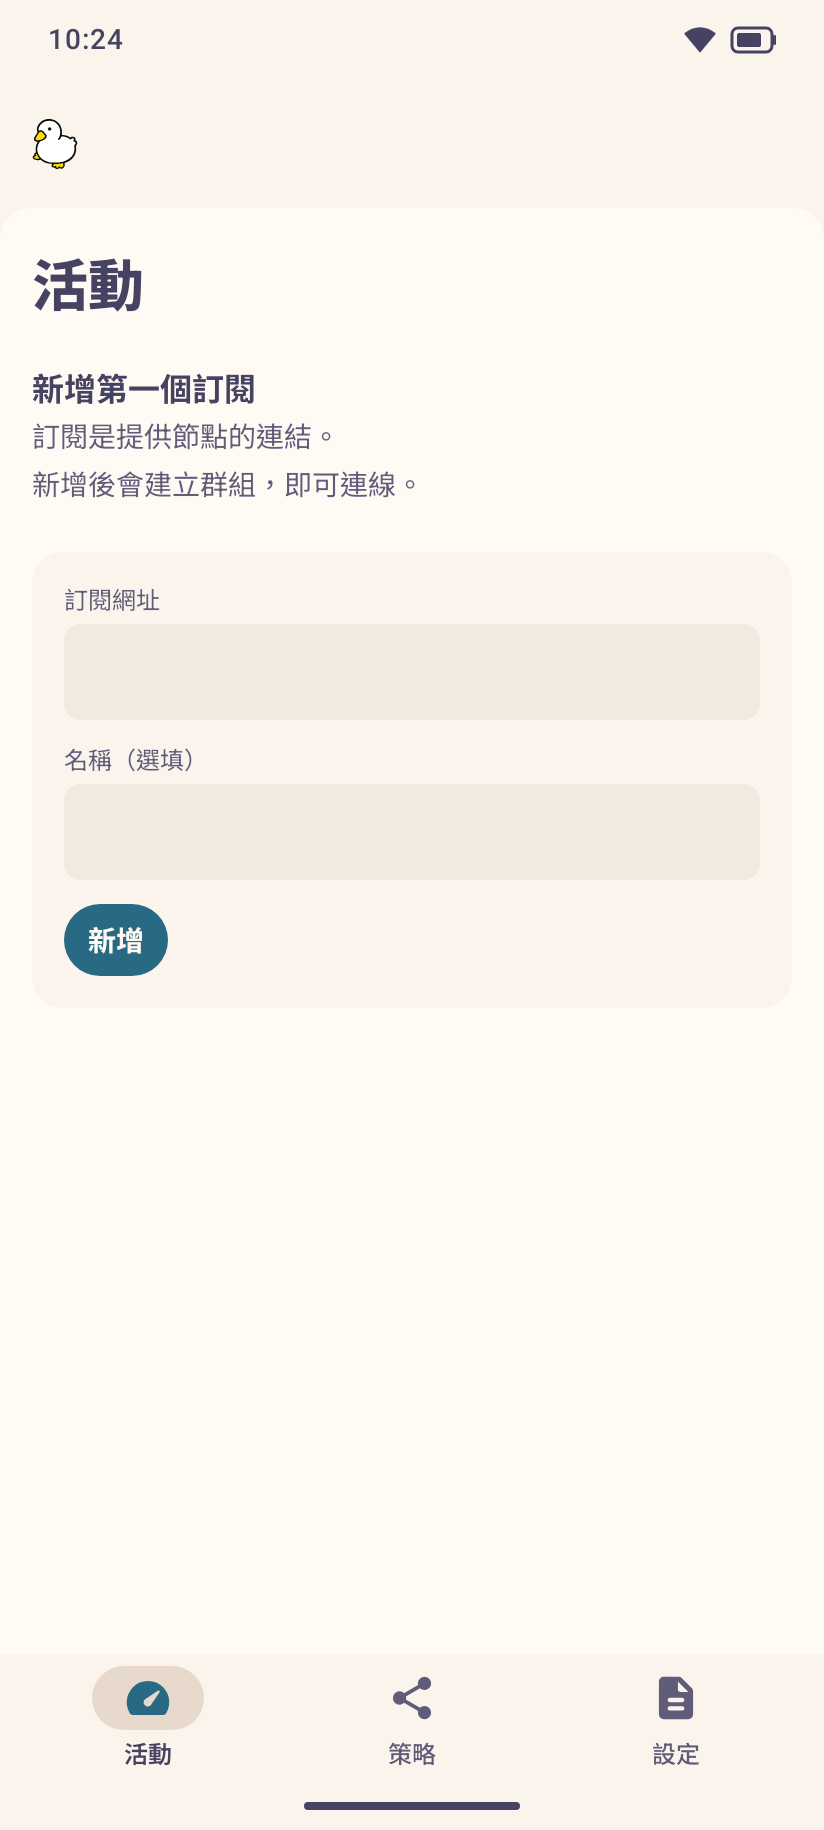 10:24
活動
新增第一個訂閱
訂閱是提供節點的連結。
新增後會建立群組，即可連線。
訂閱網址
名稱（選填）
新增
活動
策略
設定